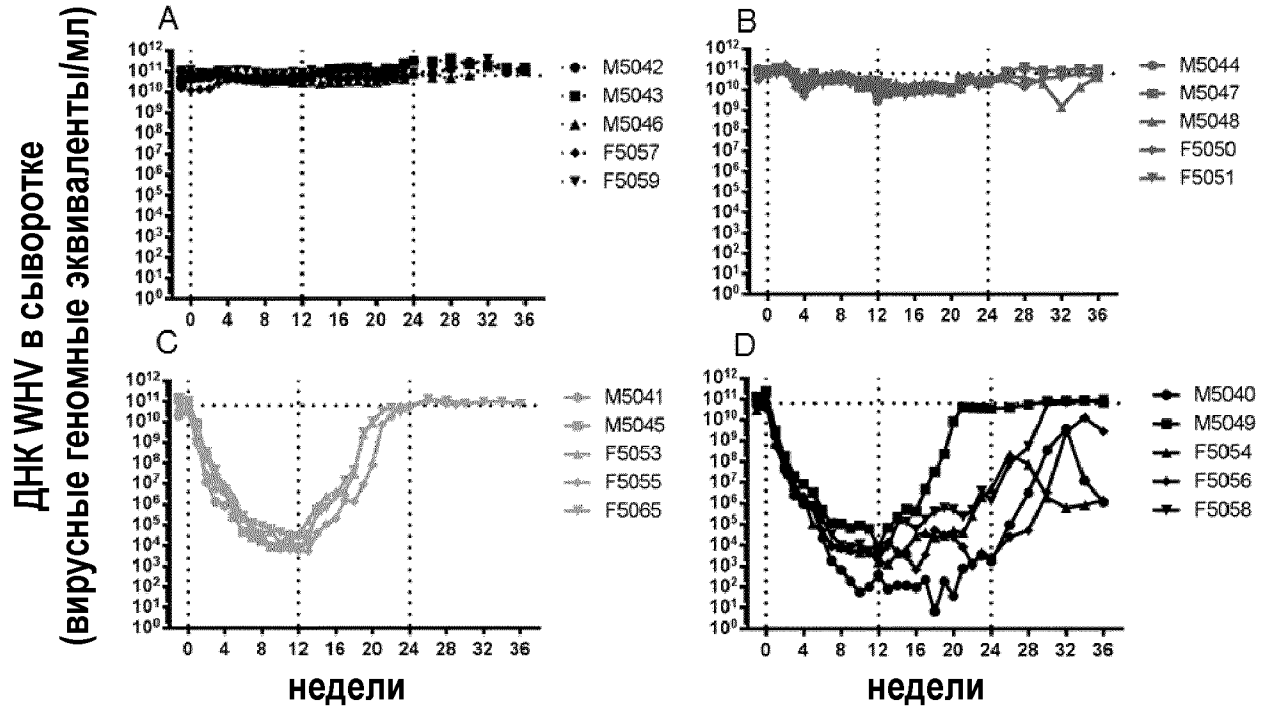 ДНК WHV в сыворотке
(вирусные геномные эквиваленты/мл)
A
10¹²
10¹¹
10¹⁰
10⁹
10⁸
10⁷
10⁶
10⁵
10⁴
10³
10²
10¹
10⁰
0 4 8 12 16 20 24 28 32 36
M5042
M5043
M5046
F5057
F5059
B
10¹²
10¹¹
10¹⁰
10⁹
10⁸
10⁷
10⁶
10⁵
10⁴
10³
10²
10¹
10⁰
0 4 8 12 16 20 24 28 32 36
M5044
M5047
M5048
F5050
F5051
C
10¹²
10¹¹
10¹⁰
10⁹
10⁸
10⁷
10⁶
10⁵
10⁴
10³
10²
10¹
10⁰
0 4 8 12 16 20 24 28 32 36
недели
M5041
M5045
F5053
F5055
F5065
D
10¹²
10¹¹
10¹⁰
10⁹
10⁸
10⁷
10⁶
10⁵
10⁴
10³
10²
10¹
10⁰
0 4 8 12 16 20 24 28 32 36
недели
M5040
M5049
F5054
F5056
F5058